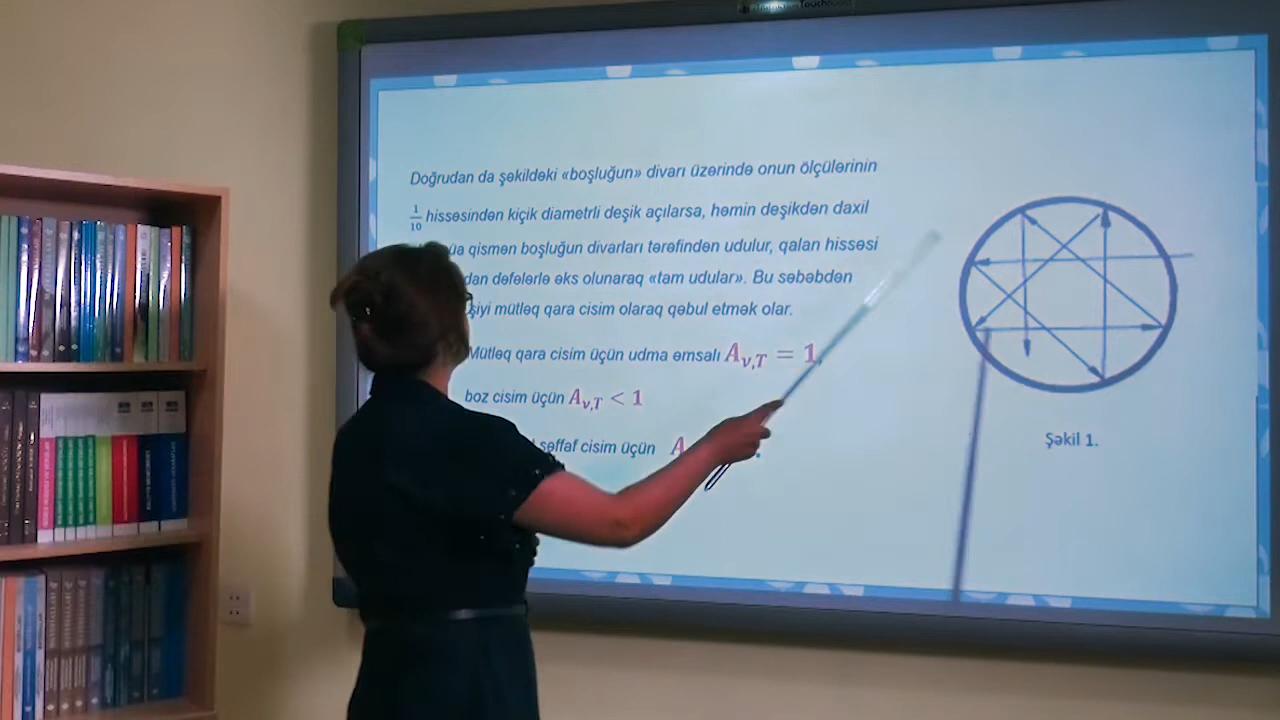 Doğrudan da şəkildəki «boşluğun» divarı üzərində onun ölçülərinin
1/10 hissəsindən kiçik diametrli deşik açılarsa, həmin deşikdən daxil
qismən boşluğun divarları tərəfindən udulur, qalan hissəsi
dəfələrlə əks olunaraq «tam udular». Bu səbəbdən
mütləq qara cisim olaraq qəbul etmək olar.
Mütləq qara cisim üçün udma əmsalı A_{ν,T} = 1,
boz cisim üçün A_{ν,T} < 1
şəffaf cisim üçün A
Şəkil 1.